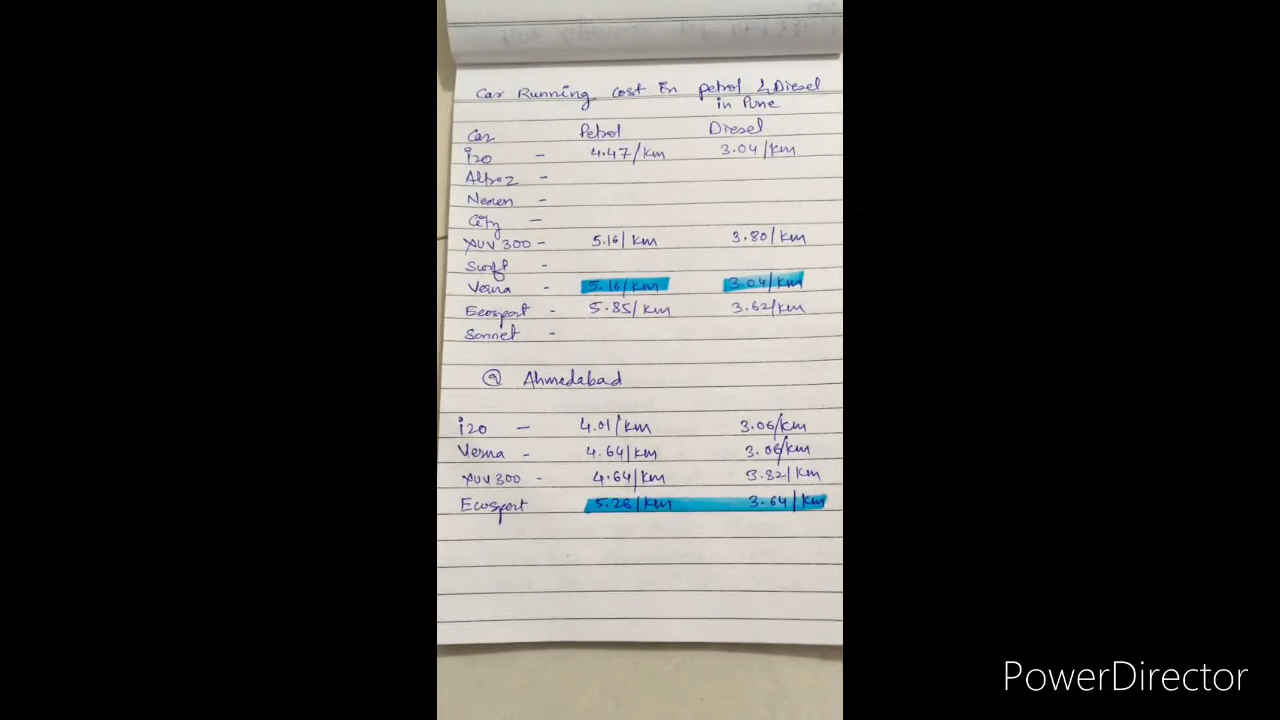 Car Running Cost in petrol & Diesel
in Pune
Car Petrol Diesel
i20 - 4.47/km 3.04/km
Altroz -
Nexon -
City -
XUV 300 - 5.16/km 3.80/km
Swift -
Verna - 5.16/km 3.04/km
Ecosport - 5.85/km 3.62/km
Sonnet -
@ Ahmedabad
i20 - 4.01/km 3.06/km
Verna - 4.64/km 3.06/km
XUV 300 - 4.64/km 3.82/km
Ecosport 5.26/km 3.64/km
PowerDirector